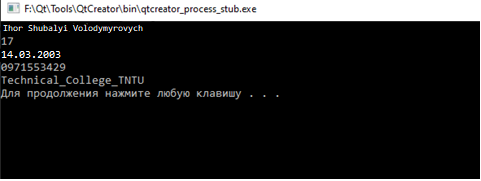 F:\Qt\Tools\QtCreator\bin\qtcreator_process_stub.exe
Ihor Shubalyi Volodymyrovych
17
14.03.2003
0971553429
Technical_College_TNTU
Для продолжения нажмите любую клавишу . . .